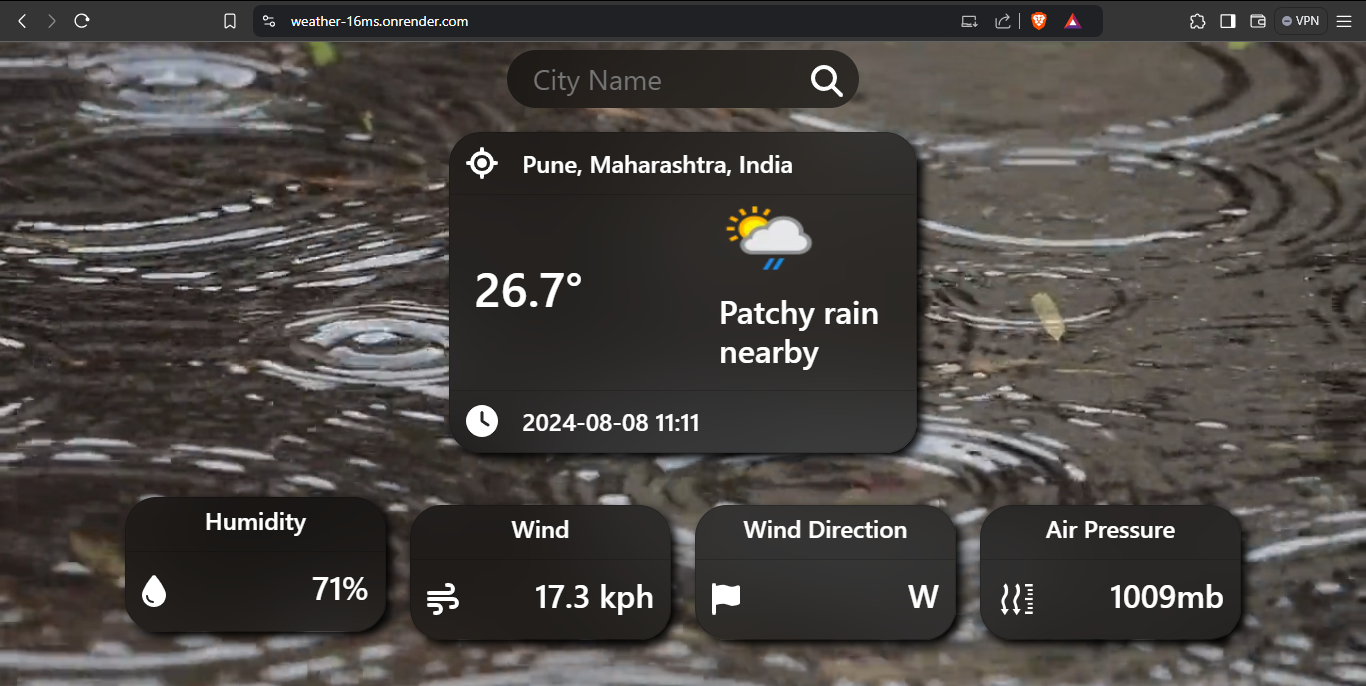 weather-16ms.onrender.com
VPN
City Name
Pune, Maharashtra, India
26.7°
Patchy rain
nearby
2024-08-08 11:11
Humidity
71%
Wind
17.3 kph
Wind Direction
W
Air Pressure
1009mb